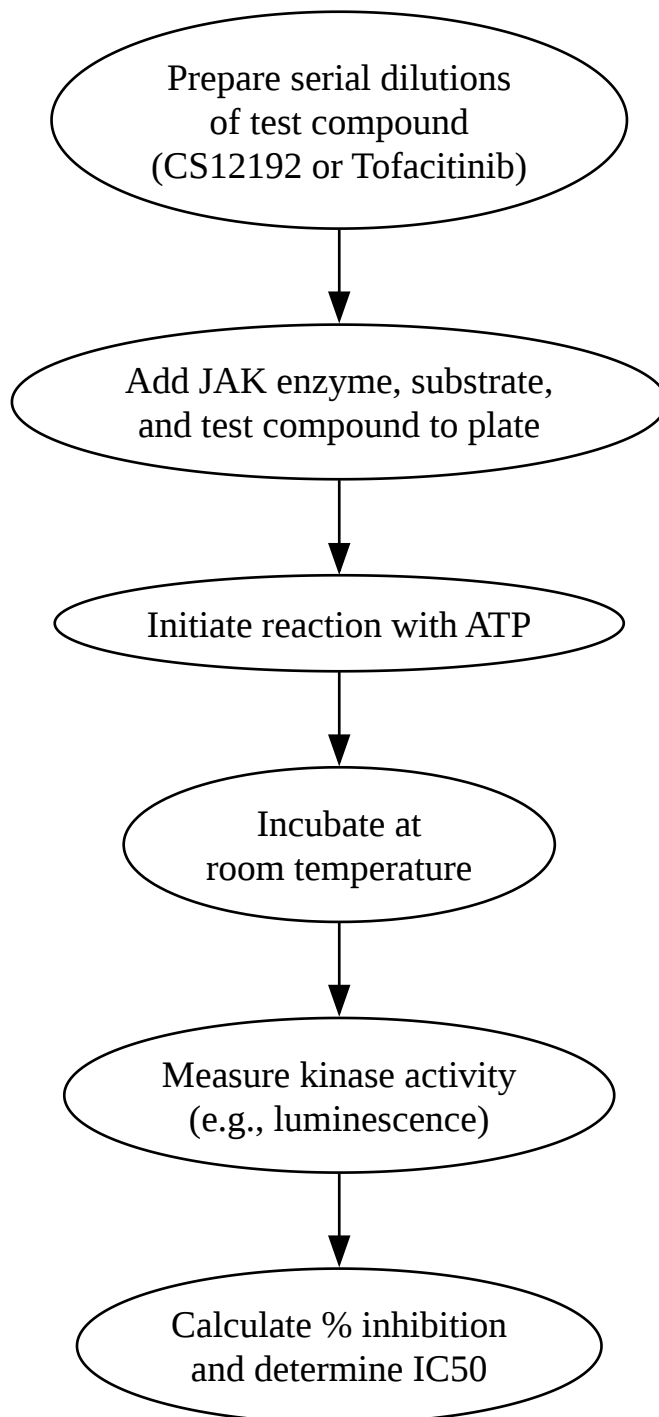 Prepare serial dilutions
of test compound
(CS12192 or Tofacitinib)
Add JAK enzyme, substrate,
and test compound to plate
Initiate reaction with ATP
Incubate at
room temperature
Measure kinase activity
(e.g., luminescence)
Calculate % inhibition
and determine IC50